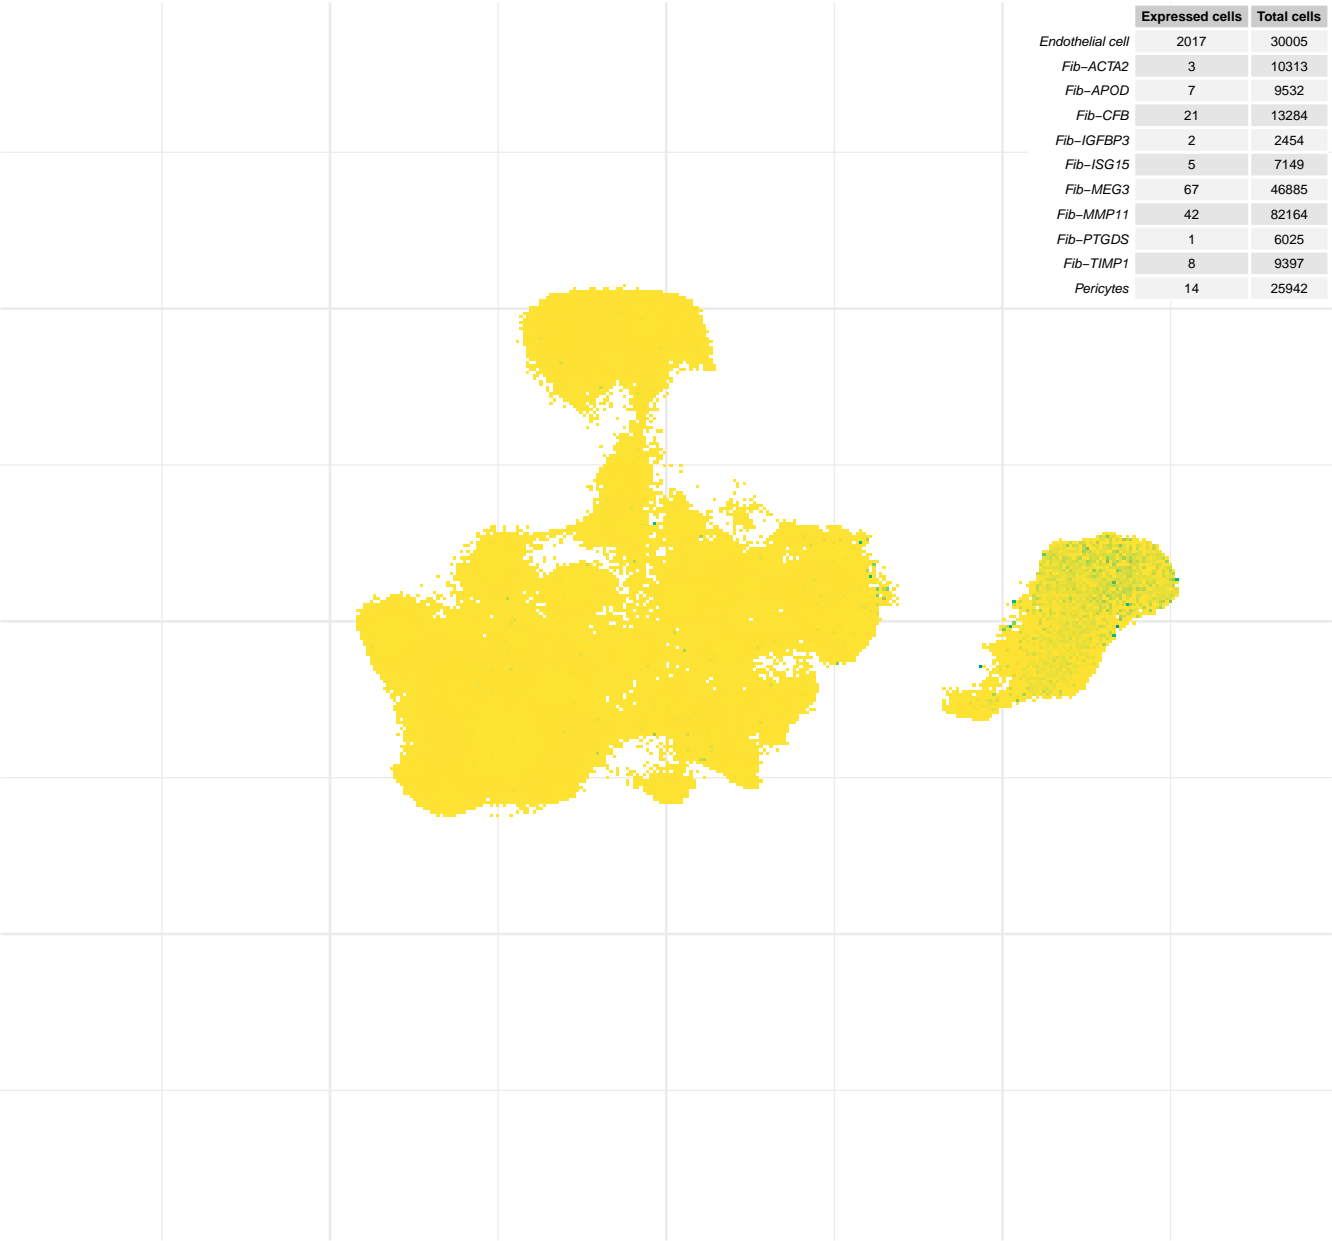 Expressed cells Total cells
Endothelial cell 2017 30005
Fib−ACTA2 3 10313
Fib−APOD 7 9532
Fib−CFB 21 13284
Fib−IGFBP3 2 2454
Fib−ISG15 5 7149
Fib−MEG3 67 46885
Fib−MMP11 42 82164
Fib−PTGDS 1 6025
Fib−TIMP1 8 9397
Pericytes 14 25942